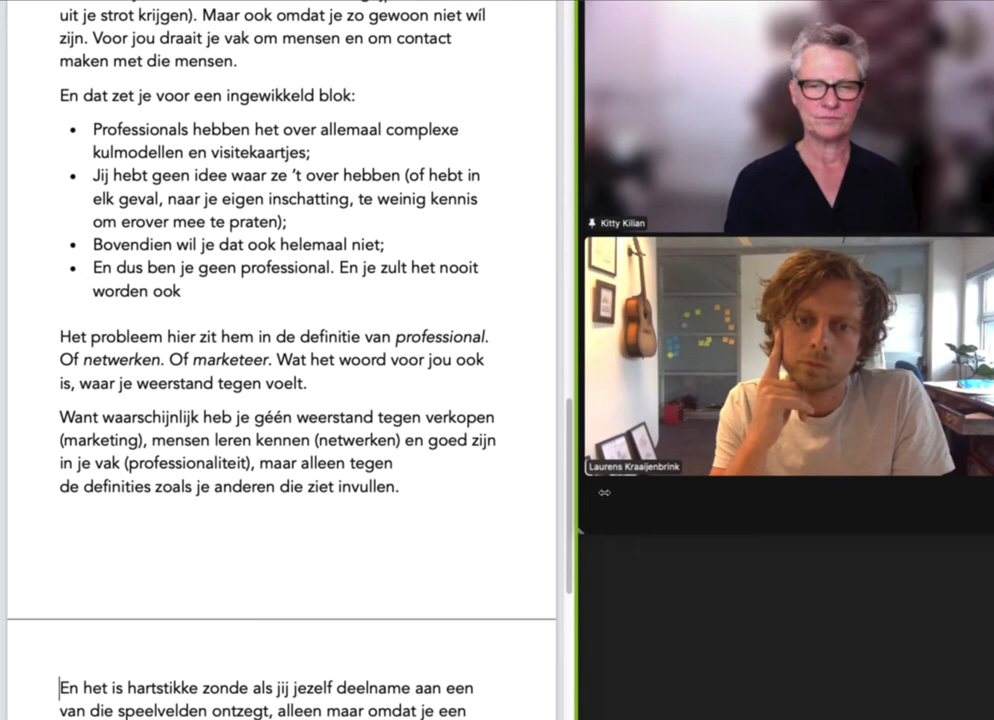 uit je strot krijgen). Maar ook omdat je zo gewoon niet wíl
zijn. Voor jou draait je vak om mensen en om contact
maken met die mensen.
En dat zet je voor een ingewikkeld blok:
• Professionals hebben het over allemaal complexe
kulmodellen en visitekaartjes;
• Jij hebt geen idee waar ze ’t over hebben (of hebt in
elk geval, naar je eigen inschatting, te weinig kennis
om erover mee te praten);
• Bovendien wil je dat ook helemaal niet;
• En dus ben je geen professional. En je zult het nooit
worden ook
Het probleem hier zit hem in de definitie van professional.
Of netwerken. Of marketeer. Wat het woord voor jou ook
is, waar je weerstand tegen voelt.
Want waarschijnlijk heb je géén weerstand tegen verkopen
(marketing), mensen leren kennen (netwerken) en goed zijn
in je vak (professionaliteit), maar alleen tegen
de definities zoals je anderen die ziet invullen.
En het is hartstikke zonde als jij jezelf deelname aan een
van die speelvelden ontzegt, alleen maar omdat je een
Kitty Kilian
Laurens Kraaijenbrink